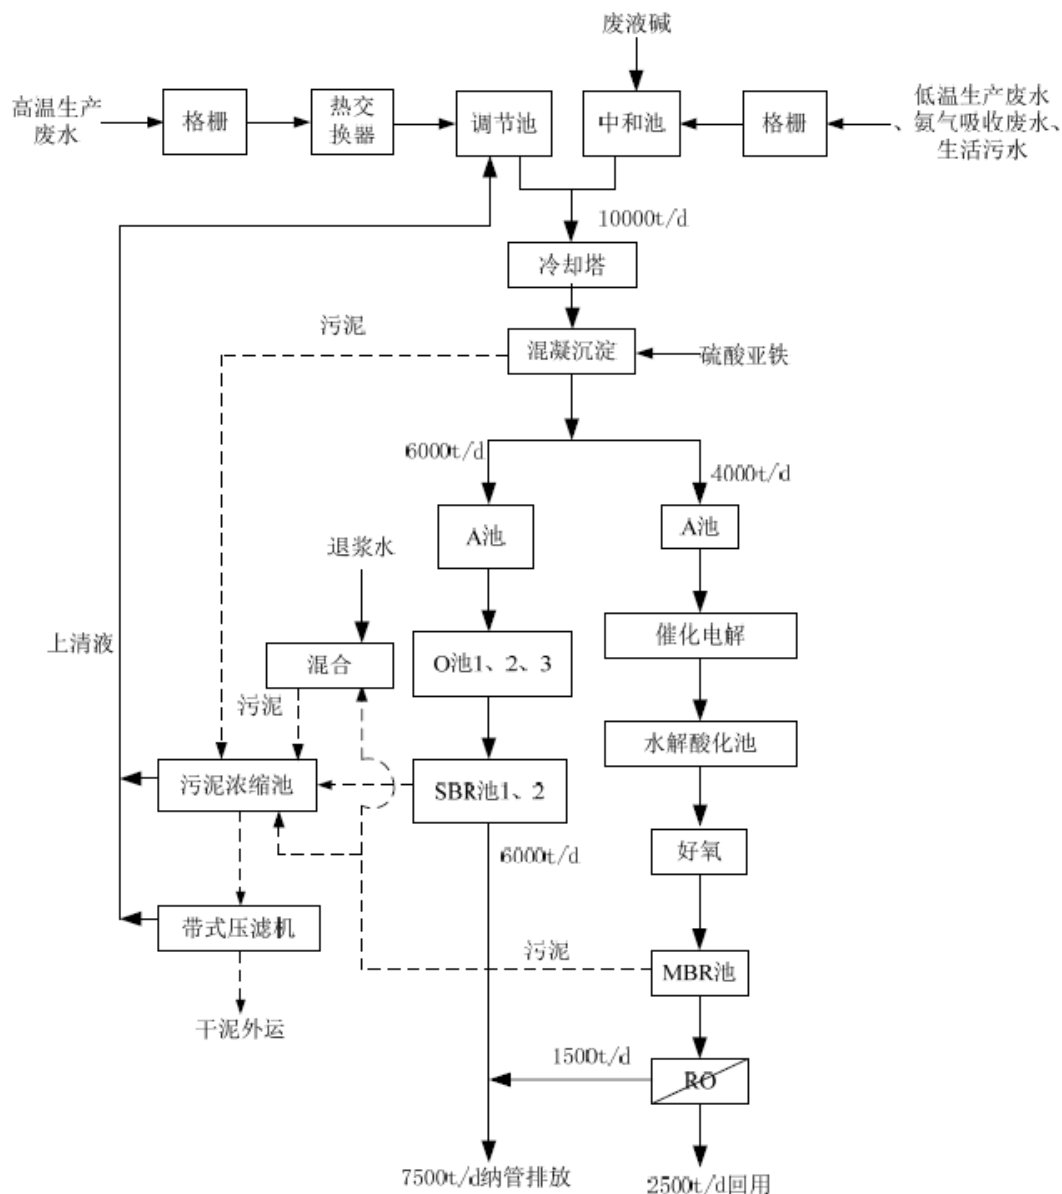 废液碱
高温生产
废水
格栅
热交
换器
调节池
中和池
格栅
低温生产废水
、氨气吸收废水、
生活污水
10000t/d
冷却塔
污泥
混凝沉淀
硫酸亚铁
6000t/d
4000t/d
A池
A池
退浆水
催化电解
上清液
混合
O池1、2、3
污泥
水解酸化池
污泥浓缩池
SBR池1、2
6000t/d
好氧
带式压滤机
污泥
MBR池
干泥外运
1500t/d
RO
7500t/d纳管排放
2500t/d回用